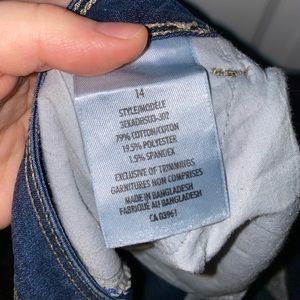 14
STYLE/MODÈLE
79% COTTON/COTON
19.5% POLYESTER
1.5% SPANDEX
EXCLUSIVE OF TRIMMINGS
GARNITURES NON COMPRISES
MADE IN BANGLADESH
FABRIQUE AU BANGLADESH
CA 03961